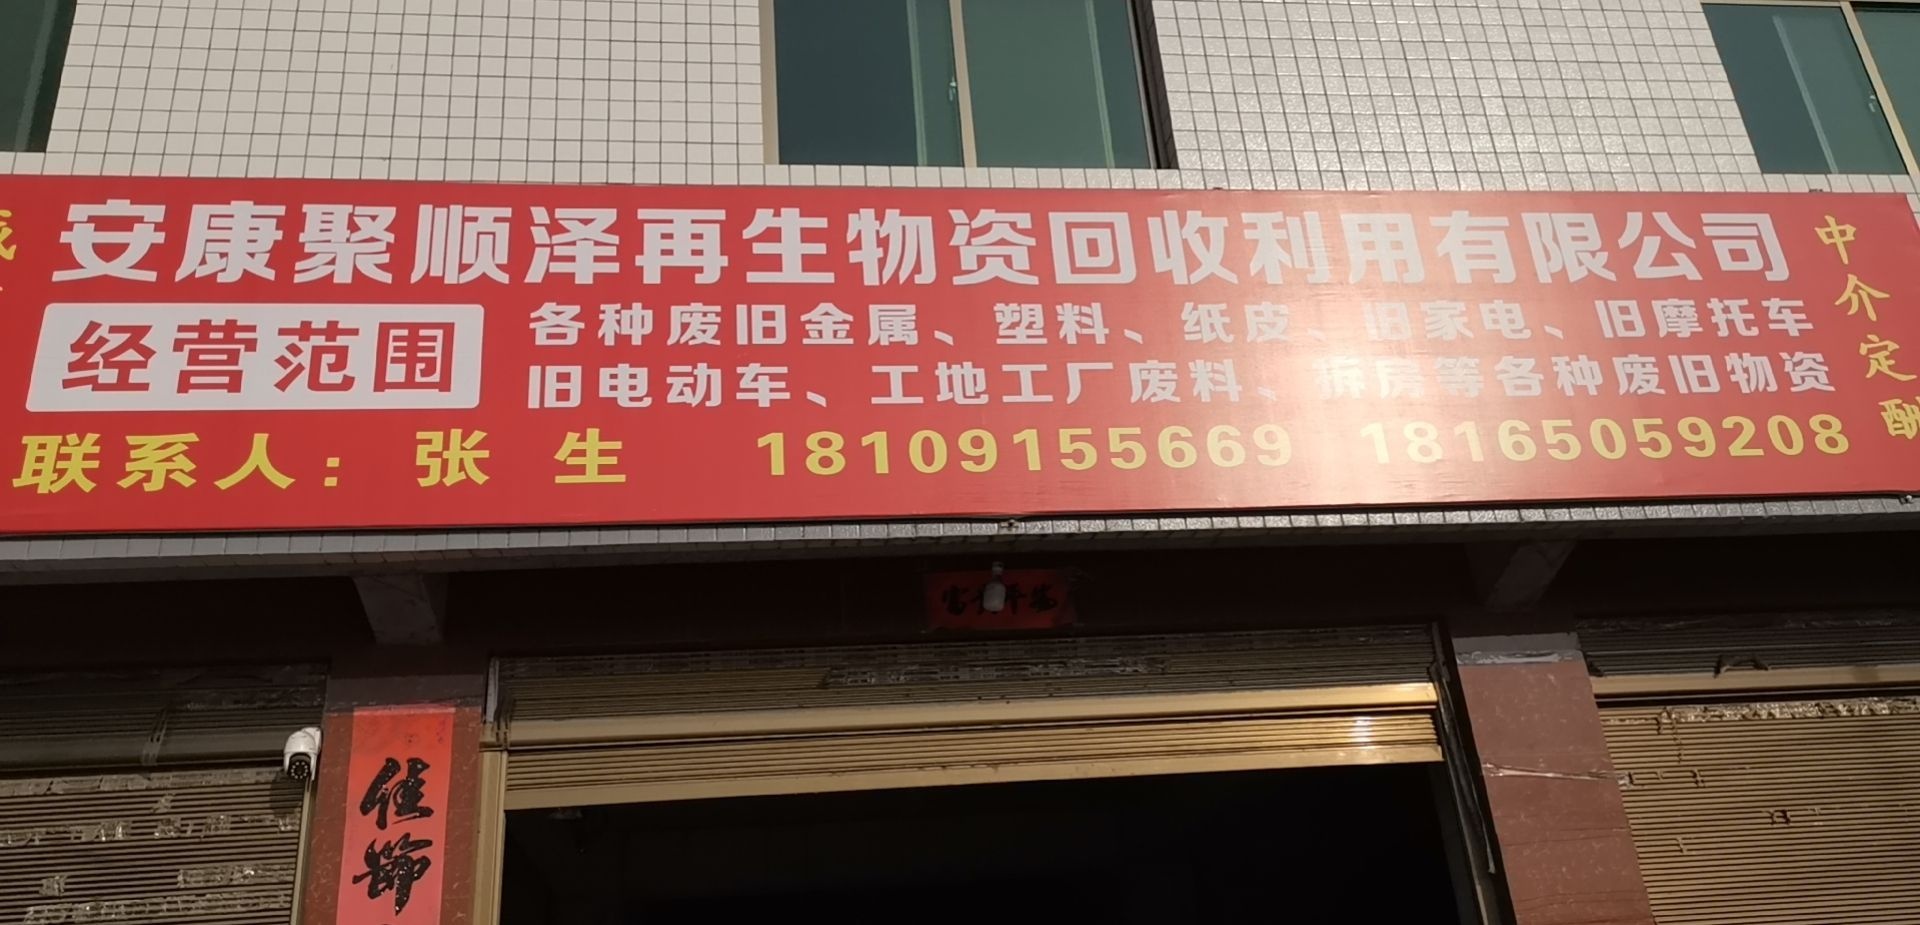 安康聚顺泽再生物资回收利用有限公司
经营范围
各种废旧金属、塑料、纸皮、旧家电、旧摩托车
旧电动车、工地工厂废料、拆房等各种废旧物资
联系人：张生 18109155669 18165059208
中介定酬
佳节